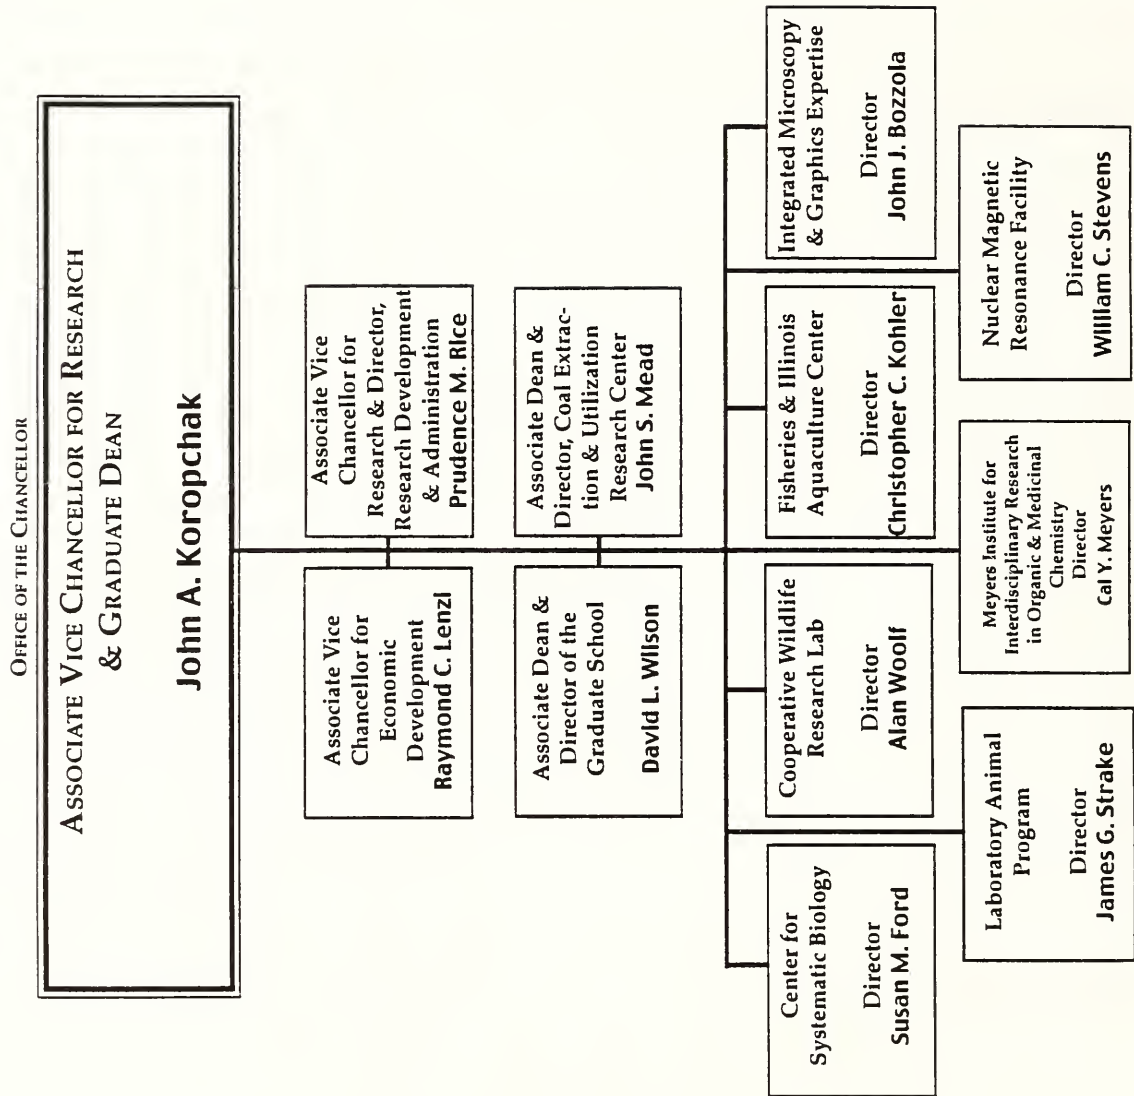 OFFICE OF THE CHANCELLOR
ASSOCIATE VICE CHANCELLOR FOR RESEARCH
& GRADUATE DEAN
John A. Koropchak
Associate Vice
Chancellor for
Economic
Development
Raymond C. Lenzi
Associate Vice
Chancellor for
Research & Director,
Research Development
& Administration
Prudence M. Rice
Associate Dean &
Director of the
Graduate School
David L. Wilson
Associate Dean &
Director, Coal Extrac-
tion & Utilization
Research Center
John S. Mead
Center for
Systematic Biology
Director
Susan M. Ford
Cooperative Wildlife
Research Lab
Director
Alan Woolf
Fisheries & Illinois
Aquaculture Center
Director
Christopher C. Kohler
Integrated Microscopy
& Graphics Expertise
Director
John J. Bozzola
Laboratory Animal
Program
Director
James G. Strake
Meyers Institute for
Interdisciplinary Research
in Organic & Medicinal
Chemistry
Director
Cal Y. Meyers
Nuclear Magnetic
Resonance Facility
Director
William C. Stevens